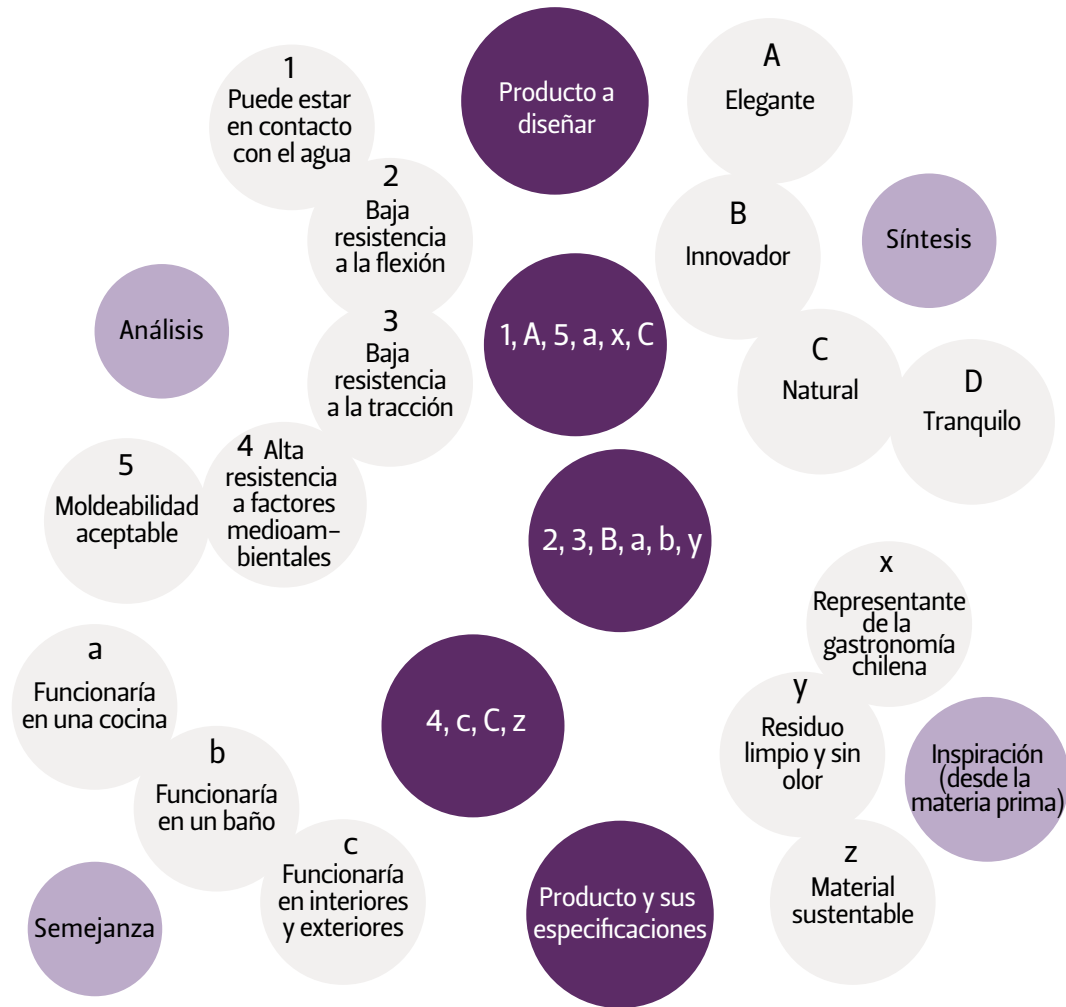 1
Puede estar
en contacto
con el agua
2
Baja
resistencia
a la flexión
3
Baja
resistencia
a la tracción
4 Alta
resistencia
a factores
medioam–
bientales
5
Moldeabilidad
aceptable
Análisis
Producto a
diseñar
1, A, 5, a, x, C
2, 3, B, a, b, y
4, c, C, z
Producto y sus
especificaciones
A
Elegante
B
Innovador
C
Natural
D
Tranquilo
Síntesis
a
Funcionaría
en una cocina
b
Funcionaría
en un baño
c
Funcionaría
en interiores
y exteriores
Semejanza
x
Representante
de la
gastronomía
chilena
y
Residuo
limpio y sin
olor
z
Material
sustentable
Inspiración
(desde la
materia prima)